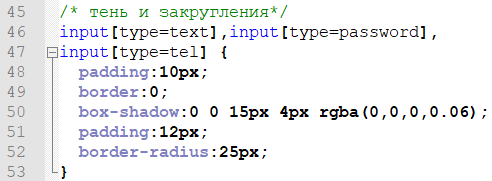 45 /* тень и закругления*/
46 input[type=text],input[type=password],
47 input[type=tel] {
48 padding:10px;
49 border:0;
50 box-shadow:0 0 15px 4px rgba(0,0,0,0.06);
51 padding:12px;
52 border-radius:25px;
53 }